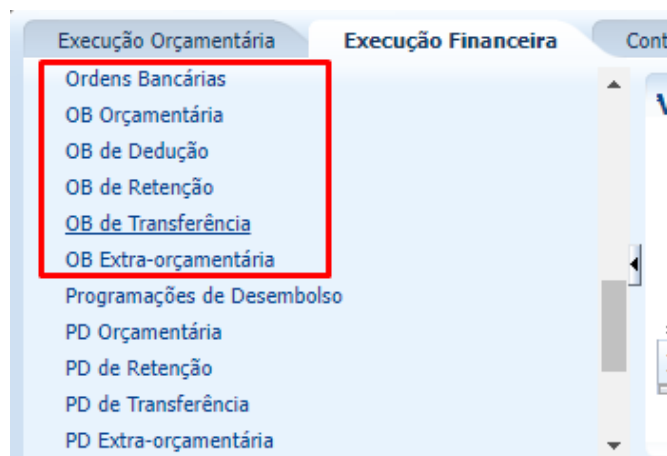 Execução Orçamentária Execução Financeira
Ordens Bancárias
OB Orçamentária
OB de Dedução
OB de Retenção
OB de Transferência
OB Extra-orçamentária
Programações de Desembolso
PD Orçamentária
PD de Retenção
PD de Transferência
PD Extra-orçamentária